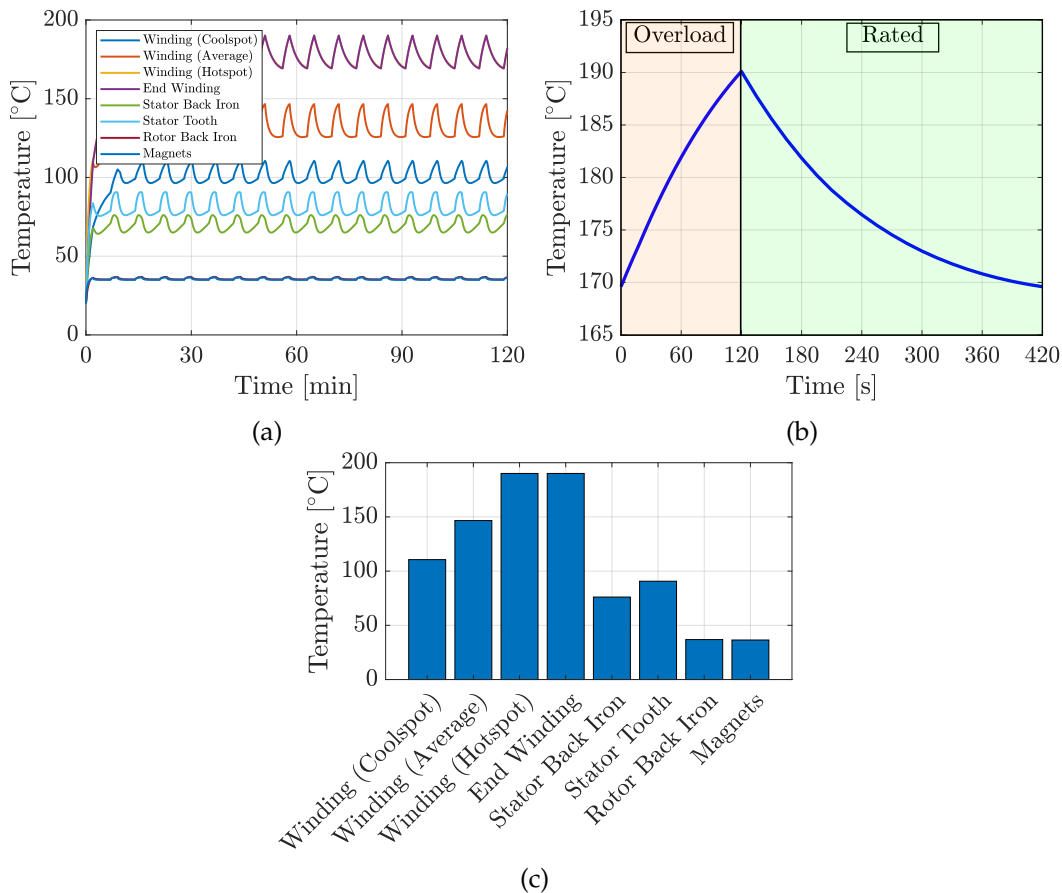 200
150
100
50
0
Temperature [°C]
Winding (Coolspot)
Winding (Average)
Winding (Hotspot)
End Winding
Stator Back Iron
Stator Tooth
Rotor Back Iron
Magnets
0 30 60 90 120
Time [min]
(a)
195
190
185
180
175
170
165
Temperature [°C]
Overload Rated
0 60 120 180 240 300 360 420
Time [s]
(b)
200
150
100
50
0
Temperature [°C]
Winding (Coolspot)
Winding (Average)
Winding (Hotspot)
End Winding
Stator Back Iron
Stator Tooth
Rotor Back Iron
Magnets
(c)